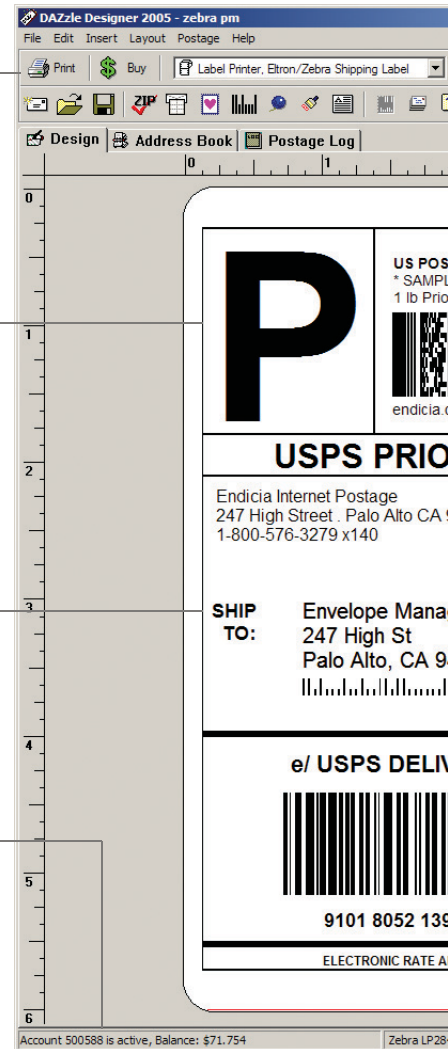 DAZzle Designer 2005 - zebra pm
File Edit Insert Layout Postage Help
Print Buy Label Printer, Eltron/Zebra Shipping Label
ZIP
Design Address Book Postage Log
0 1
0
1
2
3
4
5
6
P
US POS
* SAMPL
1 lb Prio
endicia.
USPS PRIO
Endicia Internet Postage
247 High Street . Palo Alto CA 9
1-800-576-3279 x140
SHIP TO:
Envelope Mana
247 High St
Palo Alto, CA 9
e/ USPS DELIV
9101 8052 139
ELECTRONIC RATE A
Account 500588 is active, Balance: $71.754 Zebra LP28-